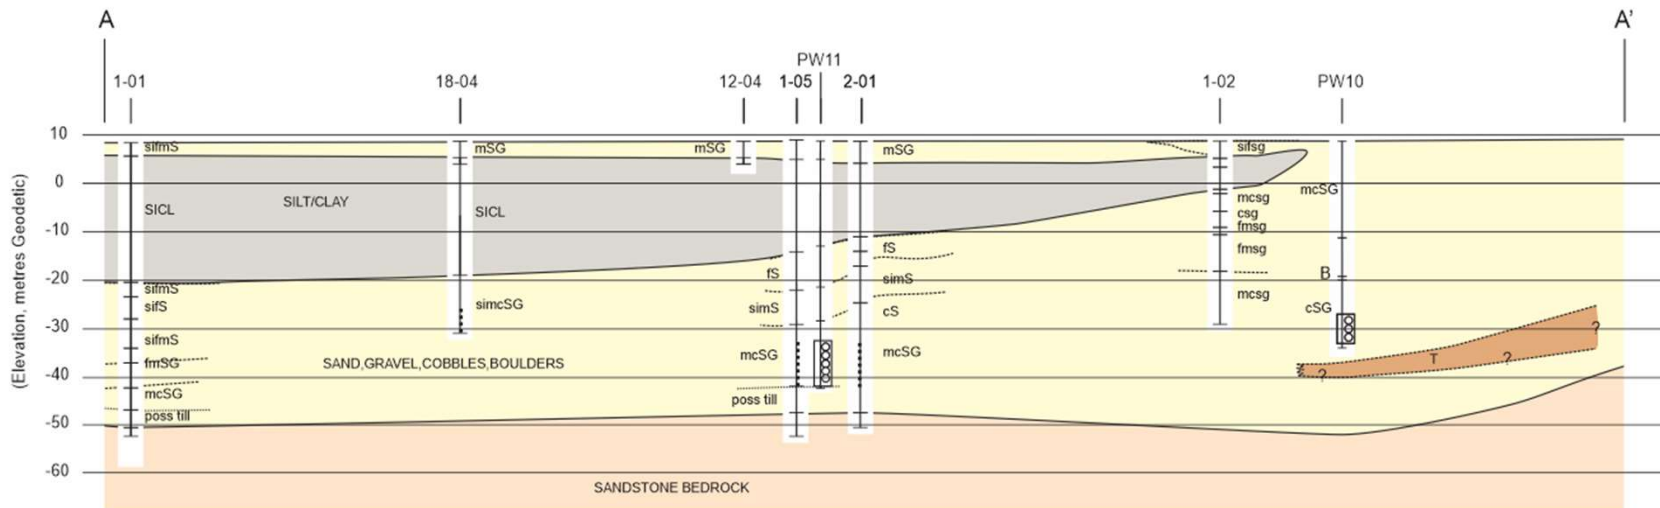 A A'
PW11
1-01 18-04 12-04 1-05 2-01 1-02 PW10
10
sifmS mSG mSG mSG sifsg
0
SILT/CLAY mcSG
SICL SICL mcsg
csg
-10
fmsg
fS fmsg
-20
fS simS B
sifmS mcsg
sifS simcSG simS cS cSG
-30
?
sifmS
mcSG mcSG T ?
fmSG SAND,GRAVEL,COBBLES,BOULDERS
-40
?
mcSG poss till
poss till
-50
-60
SANDSTONE BEDROCK
(Elevation, metres Geodetic)